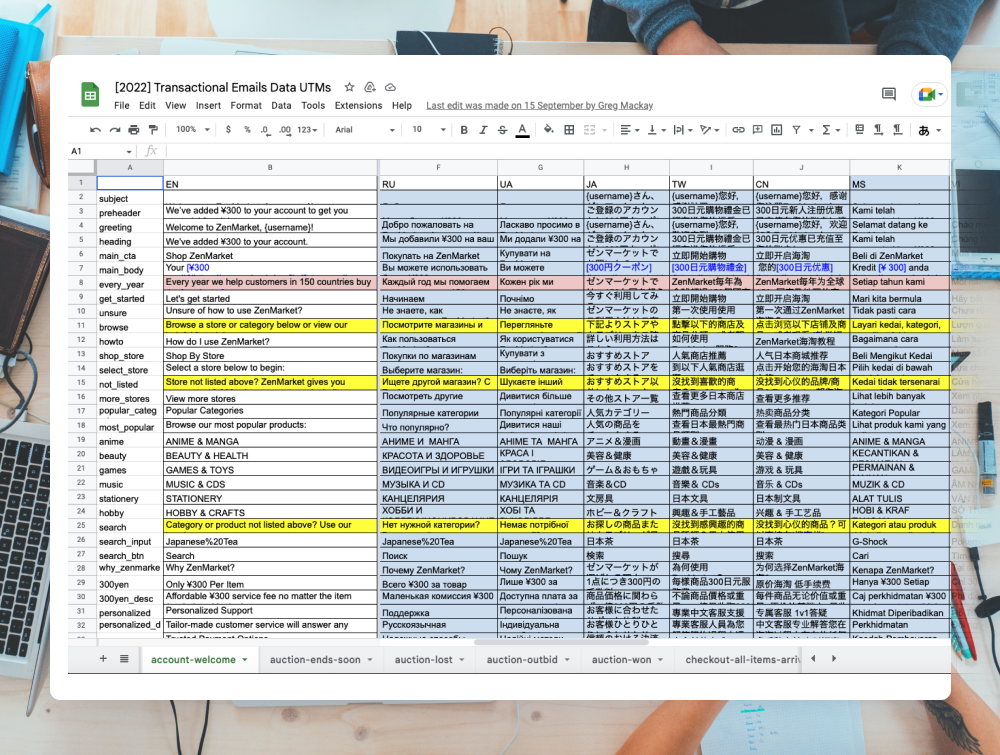 [2022] Transactional Emails Data UTMs
File Edit View Insert Format Data Tools Extensions Help Last edit was made on 15 September by Greg Mackay
100% $ % .0 .00 123 Arial 10 B I S A あ
A1 fx
A B F G H I J K
1 EN RU UA JA TW CN MS
2 subject {username}さん、 {username}您好, {username}您好，感谢
3 preheader We've added ¥300 to your account to get you ご登録のアカウン 300日元購物禮金已 300日元新人注册优惠 Kami telah
4 greeting Welcome to ZenMarket, {username}! Добро пожаловать на Ласкаво просимо в {username}さん、 {username}您好, {username}您好，欢迎 Selamat datang ke
5 heading We've added ¥300 to your account. Мы добавили ¥300 на ваш Ми додали ¥300 на ご登録のアカウン 300日元購物禮金已 300日元优惠已充值至 Kami telah
6 main_cta Shop ZenMarket Покупать на ZenMarket Купувати на ゼンマーケットで 立即開始購物 立即开启海淘 Beli di ZenMarket
7 main_body Your [¥300 Вы можете использовать Ви можете [300円クーポン] [300日元購物禮金] 您的[300日元优惠] Kredit [¥ 300] anda
8 every_year Every year we help customers in 150 countries buy Каждый год мы помогаем Кожен рік ми ゼンマーケットで ZenMarket每年為 ZenMarket每年为全球 Setiap tahun kami
9 get_started Let's get started Начинаем Почнімо 今すぐ利用してみ 立即開始購物 立即开启海淘 Mari kita bermula
10 unsure Unsure of how to use ZenMarket? Не знаете, как Не знаєте, як ゼンマーケットの 第一次使用使用 第一次通过ZenMarket Tidak pasti cara
11 browse Browse a store or category below or view our Посмотрите магазины и Перегляньте 下記よりストアや 點擊以下的商店及 点击浏览以下店铺及商 Layari kedai, kategori,
12 howto How do I use ZenMarket? Как пользоваться Як користуватися 詳しい利用方法は 如何使用 ZenMarket海淘教程 Bagaimana cara
13 shop_store Shop By Store Покупки по магазинам Купувати з おすすめストア 人氣商店推薦 人气日本商城推荐 Beli Mengikut Kedai
14 select_store Select a store below to begin: Выберите магазин: Виберіть магазин: おすすめストアを 到以下人氣商店逛 点击开始您的海淘日本 Pilih kedai di bawah
15 not_listed Store not listed above? ZenMarket gives you Ищете другой магазин? С Шукаєте інший おすすめストア以 沒找到喜歡的商 没找到心仪的品牌/商 Kedai tidak tersenarai
16 more_stores View more stores Посмотреть другие Дивитися більше その他ストア一覧 查看更多日本商店 查看更多推荐 Lihat lebih banyak
17 popular_categ Popular Categories Популярные категории Популярні категорії 人気カテゴリー 熱門商品分類 热卖商品分类 Kategori Popular
18 most_popular Browse our most popular products: Что популярно? Дивитися наші 人気の商品を 查看日本最熱門商 查看最热门日本商品类 Lihat produk kami yang
19 anime ANIME & MANGA АНИМЕ И МАНГА АНІМЕ ТА МАНГА アニメ&漫画 動畫&漫畫 动漫 & 漫画 ANIME & MANGA
20 beauty BEAUTY & HEALTH КРАСОТА И ЗДОРОВЬЕ КРАСА І 美容&健康 美容&健康 美容 & 健康 KECANTIKAN &
21 games GAMES & TOYS ВИДЕОИГРЫ И ИГРУШКИ ІГРИ ТА ІГРАШКИ ゲーム&おもちゃ 遊戲&玩具 游戏 & 玩具 PERMAINAN &
22 music MUSIC & CDS МУЗЫКА И CD МУЗИКА ТА CD 音楽&CD 音樂& CDs 音乐 & CDs MUZIK & CD
23 stationery STATIONERY КАНЦЕЛЯРИЯ КАНЦЕЛЯРІЯ 文房具 日本文具 日本制文具 ALAT TULIS
24 hobby HOBBY & CRAFTS ХОББИ И ХОБІ ТА ホビー&クラフト 興趣&手工藝品 兴趣 & 手工艺品 HOBI & KRAF
25 search Category or product not listed above? Use our Нет нужной категории? Немає потрібної お探しの商品また 沒找到感興趣的商 没找到心仪的商品？可 Kategori atau produk
26 search_input Japanese%20Tea Japanese%20Tea Japanese%20Tea 日本茶 日本茶 日本茶 G-Shock
27 search_btn Search Поиск Пошук 検索 搜尋 搜索 Cari
28 why_zenmarke Why ZenMarket? Почему ZenMarket? Чому ZenMarket? ゼンマーケットが 為何使用 为何选择ZenMarket海 Kenapa ZenMarket?
29 300yen Only ¥300 Per Item Всего ¥300 за товар Лише ¥300 за 1点につき300円の 每樣商品300日元服 原价海淘 低手续费 Hanya ¥300 Setiap
30 300yen_desc Affordable ¥300 service fee no matter the item Маленькая комиссия ¥300 Доступна плата за 商品価格に関わら 不論商品價格或重 每件商品无论价值或重 Caj perkhidmatan ¥300
31 personalized Personalized Support Поддержка Персоналізована お客様に合わせた 專業中文客服支援 专属客服 1v1答疑 Khidmat Diperibadikan
32 personalized_d Tailor-made customer service will answer any Русскоязычная Індивідуальна お客様一人ひとり 專業客服人員為您 中文客服专业解答您在 Perkhidmatan
account-welcome auction-ends-soon auction-lost auction-outbid auction-won checkout-all-items-arriv